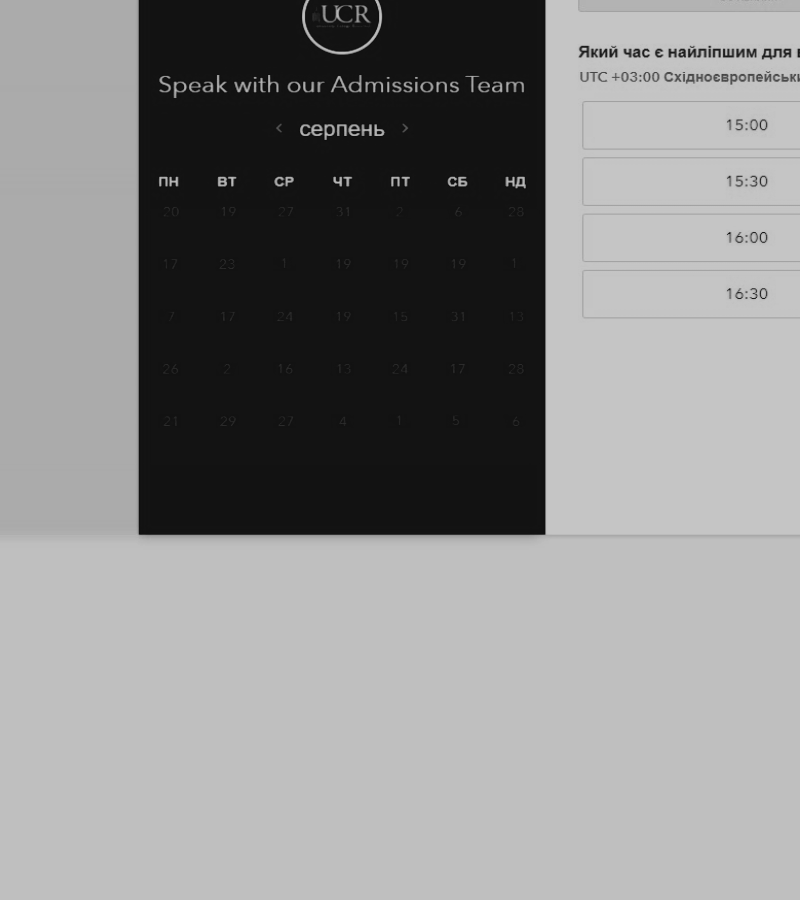 UCR
Speak with our Admissions Team
‹ серпень ›
ПН ВТ СР ЧТ ПТ СБ НД
20 19 27 31 2 6 28
17 23 1 19 19 19 1
7 17 24 19 15 31 13
26 2 16 13 24 17 28
21 29 27 4 1 5 6
Який час є найліпшим для
UTC +03:00 Східноєвропейськи
15:00
15:30
16:00
16:30